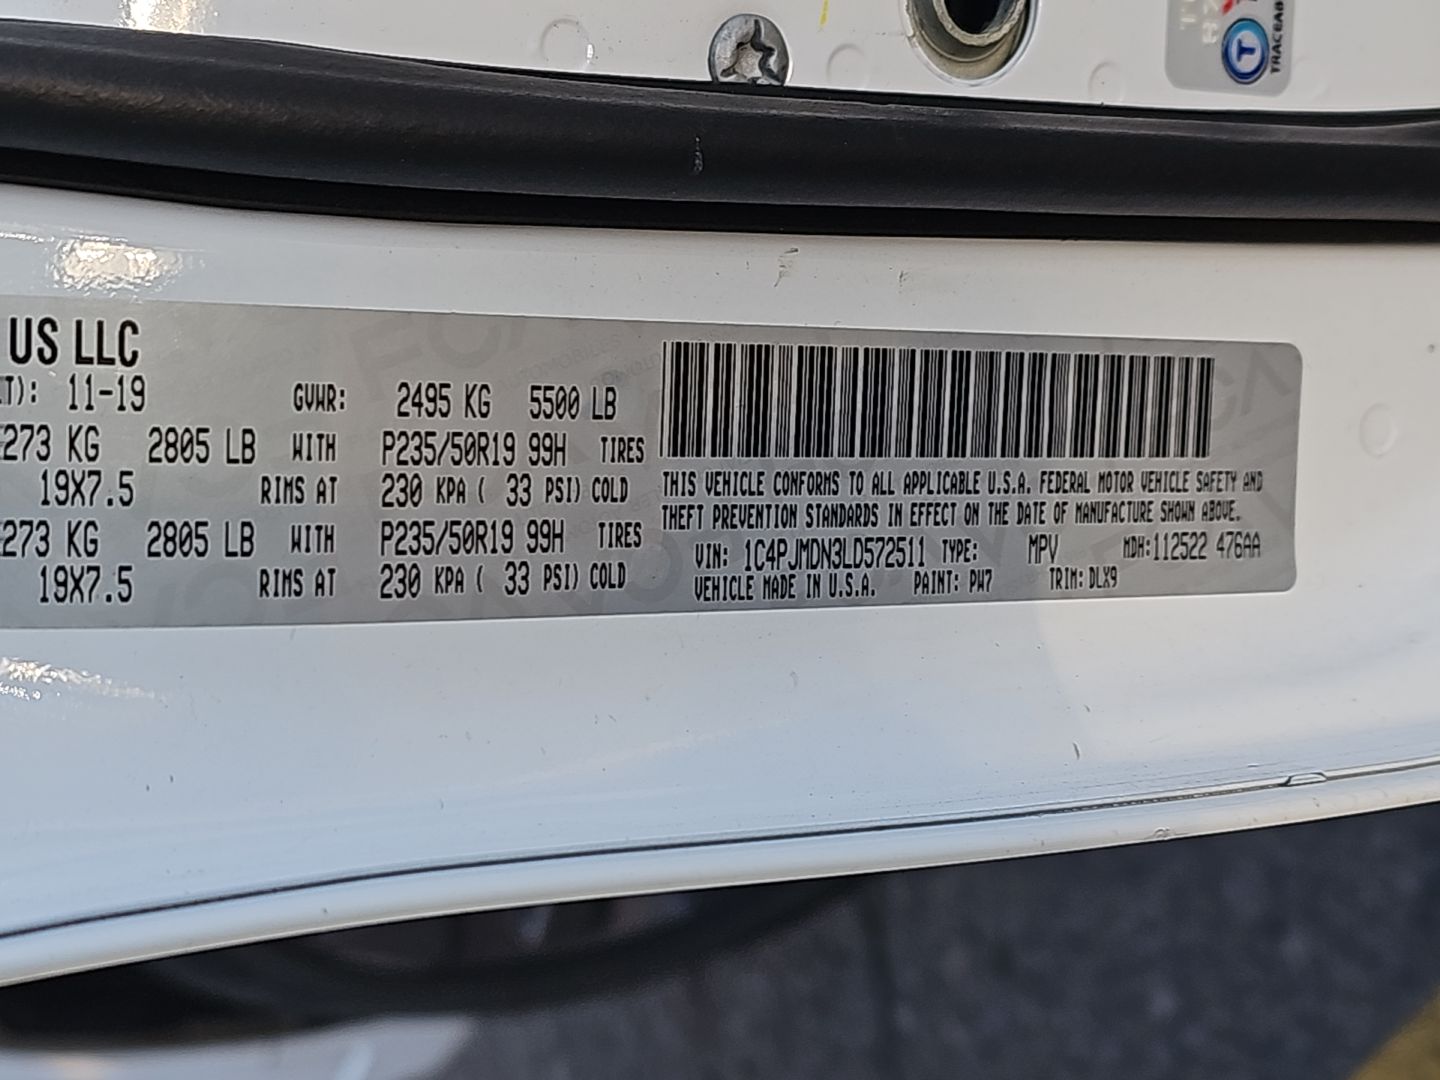 TRACEAB
US LLC
T): 11-19 GVWR: 2495 KG 5500 LB
273 KG 2805 LB WITH P235/50R19 99H TIRES
19X7.5 RIMS AT 230 KPA ( 33 PSI) COLD
273 KG 2805 LB WITH P235/50R19 99H TIRES
19X7.5 RIMS AT 230 KPA ( 33 PSI) COLD
THIS VEHICLE CONFORMS TO ALL APPLICABLE U.S.A. FEDERAL MOTOR VEHICLE SAFETY AND
THEFT PREVENTION STANDARDS IN EFFECT ON THE DATE OF MANUFACTURE SHOWN ABOVE.
VIN: 1C4PJMDN3LD572511 TYPE: MPV MDH:112522 476AA
VEHICLE MADE IN U.S.A. PAINT: PW7 TRIM: DLX9